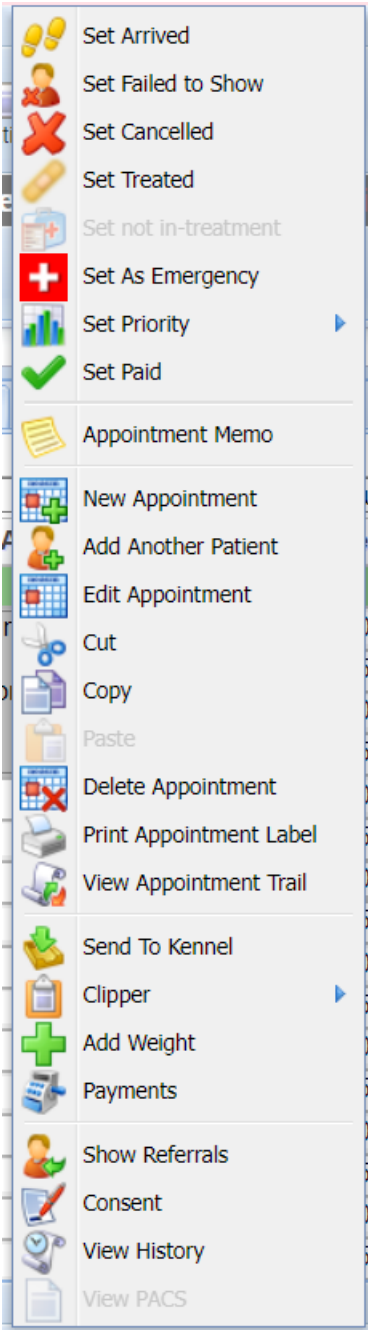 Set Arrived
Set Failed to Show
Set Cancelled
Set Treated
Set not in-treatment
Set As Emergency
Set Priority
Set Paid
Appointment Memo
New Appointment
Add Another Patient
Edit Appointment
Cut
Copy
Paste
Delete Appointment
Print Appointment Label
View Appointment Trail
Send To Kennel
Clipper
Add Weight
Payments
Show Referrals
Consent
View History
View PACS